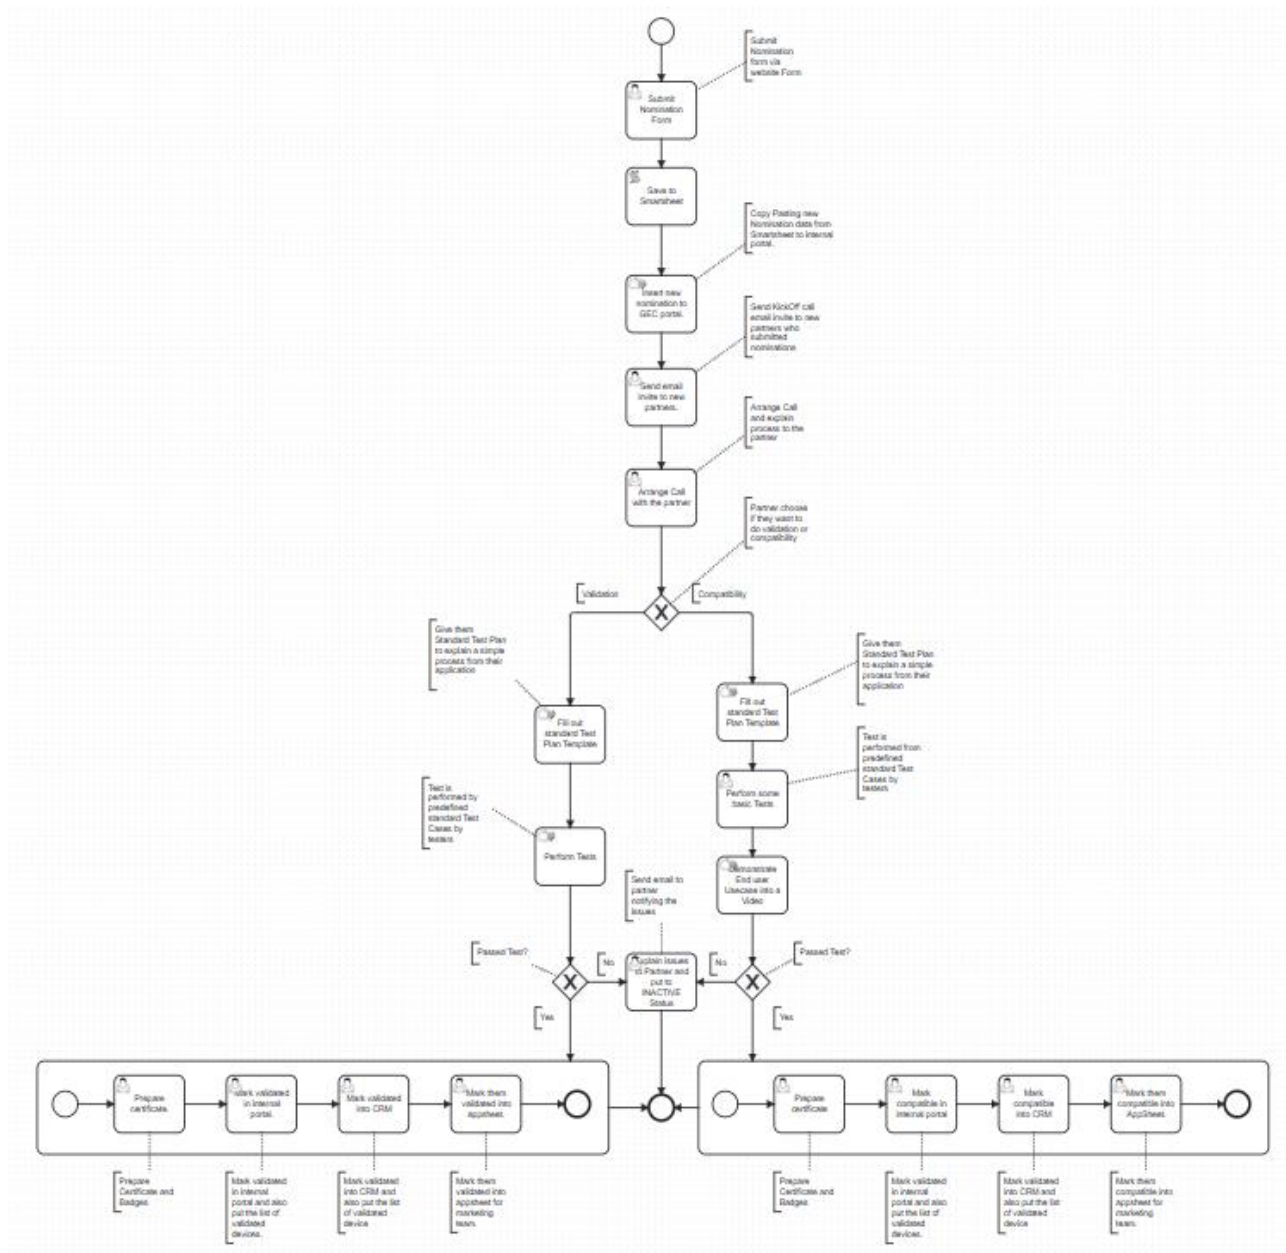 Submit
Nomination
form via
website Form
Submit
Nomination
Form
Save to
Smartsheet
Copy Pasting new
Nomination data from
Smartsheet to internal
portal.
Insert new
nomination to
GEC portal.
Send KickOff call
email invite to new
partners who
submitted
nominations
Send email
invite to new
partners.
Arrange Call
and explain
process to the
partner
Arrange Call
with the partner
Partner choose
if they want to
do validation or
compatibility
Validation
Compatibility
Give them
Standard Test Plan
to explain a simple
process from their
application
Give them
Standard Test Plan
to explain a simple
process from their
application
Fill out
standard Test
Plan Template
Fill out
standard Test
Plan Template
Test is
performed from
predefined
standard Test
Cases by
testers
Test is
performed by
predefined
standard Test
Cases by
testers
Perform some
basic Tests
Perform Tests
Demonstrate
End user
Usecase into a
Video
Send email to
partner
notifying the
issues
Passed Test?
No
Explain issues
to Partner and
put to
INACTIVE
Status
No
Passed Test?
Yes
Yes
Prepare
certificate.
Mark validated
in internal
portal.
Mark validated
into CRM
Mark them
validated into
appsheet.
Prepare
certificate
Mark
compatible in
internal portal
Mark
compatible
into CRM
Mark them
compatible into
AppSheet.
Prepare
Certificate and
Badges
Mark validated
in internal
portal and also
put the list of
validated
devices.
Mark validated
into CRM and
also put the list
of validated
device
Mark them
validated into
appsheet for
marketing
team.
Prepare
Certificate and
Badges
Mark validated
in internal
portal and also
put the list of
validated
devices.
Mark validated
into CRM and
also put the list
of validated
device
Mark them
compatible into
appsheet for
marketing
team.